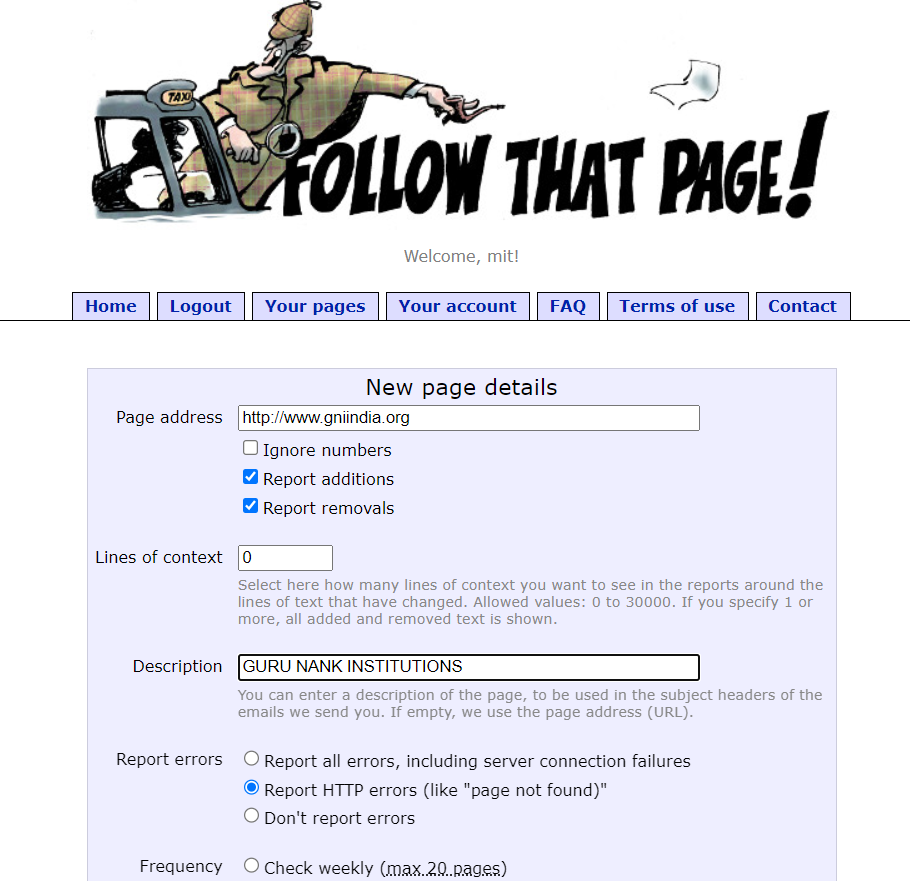 TAXI
FOLLOW THAT PAGE!
Welcome, mit!
Home Logout Your pages Your account FAQ Terms of use Contact
New page details
Page address http://www.gniindia.org
Ignore numbers
Report additions
Report removals
Lines of context 0
Select here how many lines of context you want to see in the reports around the
lines of text that have changed. Allowed values: 0 to 30000. If you specify 1 or
more, all added and removed text is shown.
Description GURU NANK INSTITUTIONS
You can enter a description of the page, to be used in the subject headers of the
emails we send you. If empty, we use the page address (URL).
Report errors Report all errors, including server connection failures
Report HTTP errors (like "page not found)"
Don't report errors
Frequency Check weekly (max 20 pages)